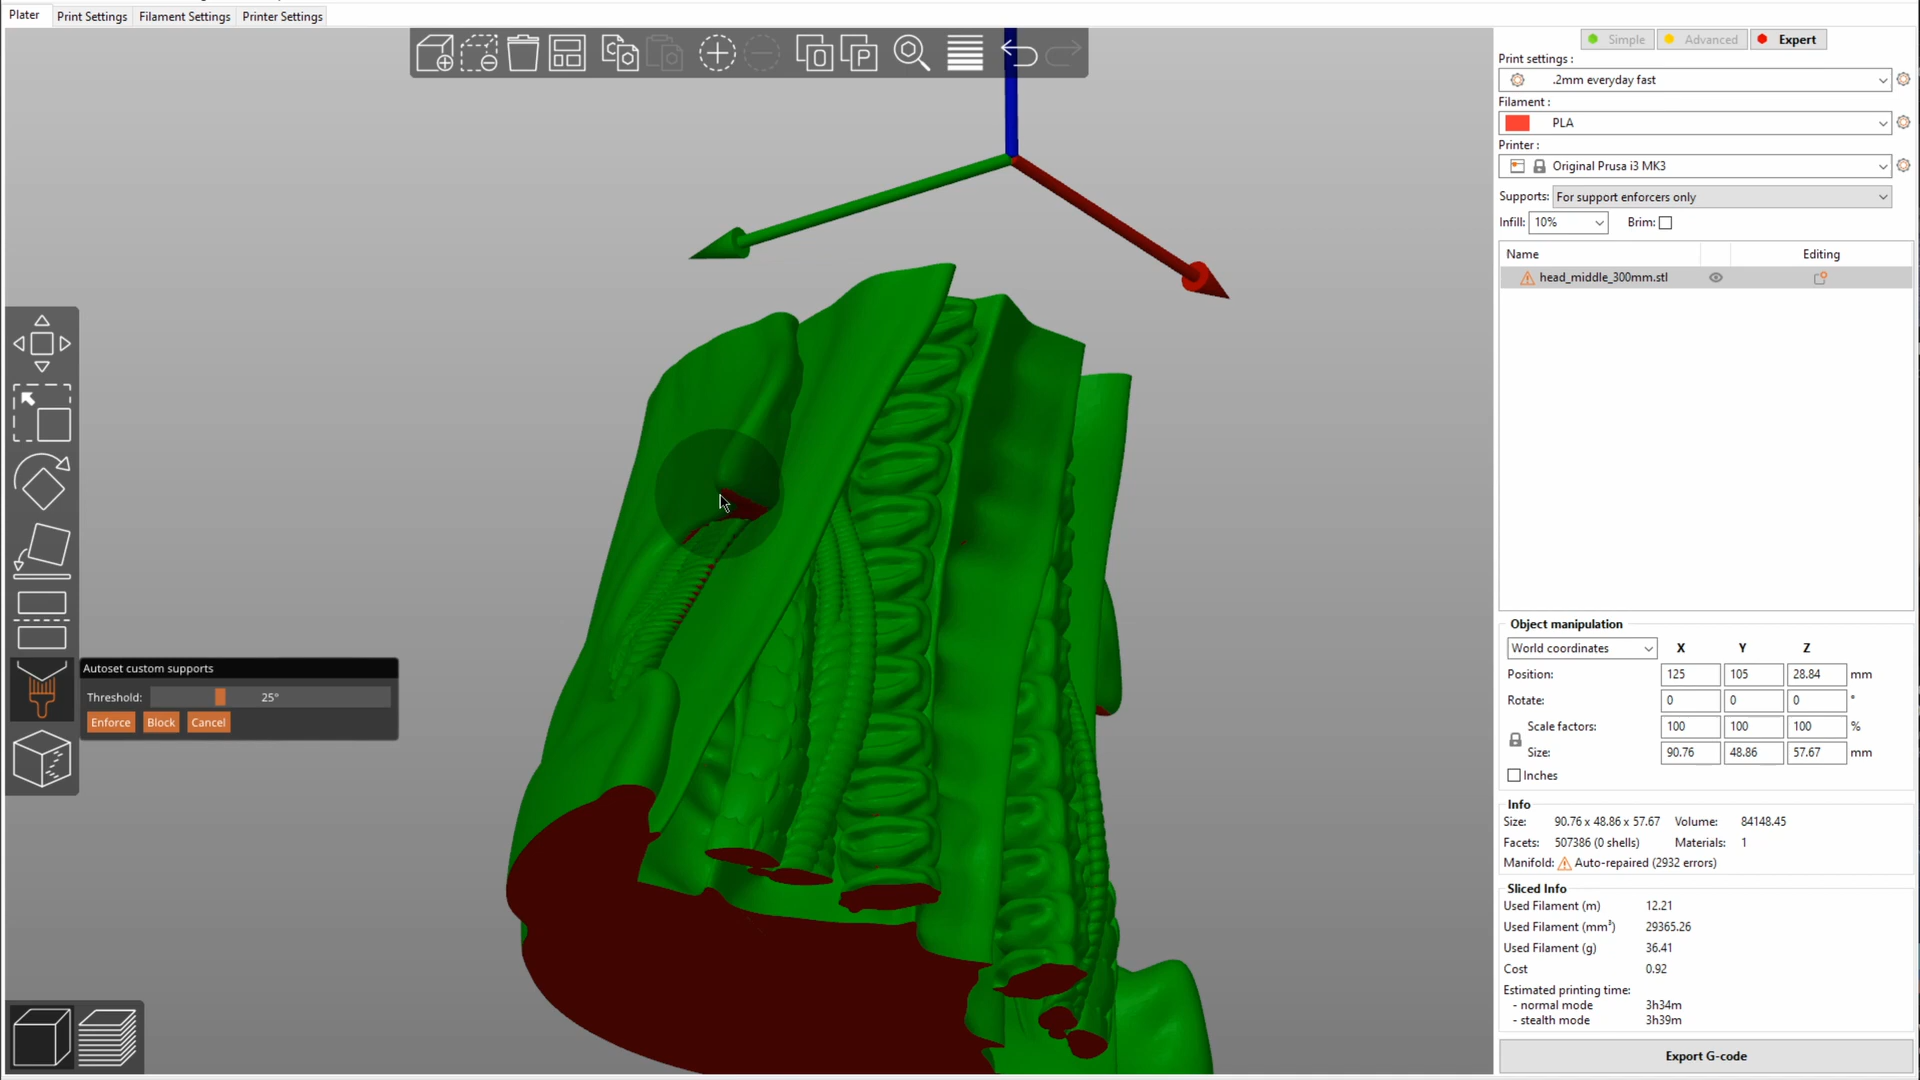 Plater
Print Settings
Filament Settings
Printer Settings
Simple
Advanced
Expert
Print settings :
.2mm everyday fast
Filament :
PLA
Printer :
Original Prusa i3 MK3
Supports: For support enforcers only
Infill: 10% Brim:
Name Editing
head_middle_300mm.stl
Autoset custom supports
Threshold: 25°
Enforce Block Cancel
Object manipulation
World coordinates X Y Z
Position: 125 105 28.84 mm
Rotate: 0 0 0 °
Scale factors: 100 100 100 %
Size: 90.76 48.86 57.67 mm
Inches
Info
Size: 90.76 x 48.86 x 57.67 Volume: 84148.45
Facets: 507386 (0 shells) Materials: 1
Manifold: Auto-repaired (2932 errors)
Sliced Info
Used Filament (m) 12.21
Used Filament (mm³) 29365.26
Used Filament (g) 36.41
Cost 0.92
Estimated printing time:
- normal mode 3h34m
- stealth mode 3h39m
Export G-code